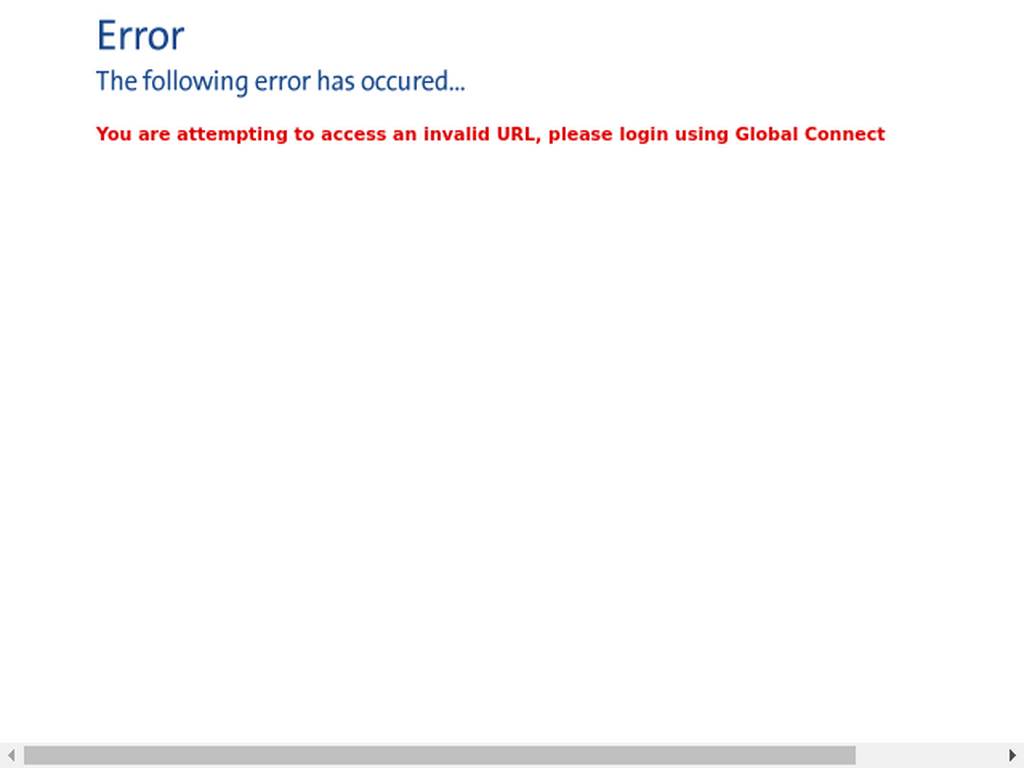 Error
The following error has occured...
You are attempting to access an invalid URL, please login using Global Connect